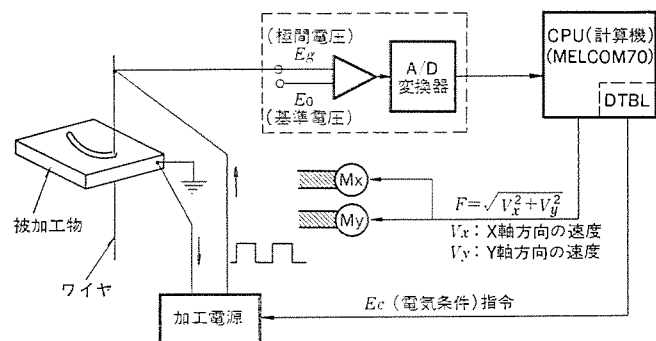 (極間電圧)
Eg
E0
(基準電圧)
A/D
変換器
CPU(計算機)
(MELCOM70)
DTBL
Mx
My
F=√Vx²+Vy²
Vx：X軸方向の速度
Vy：Y軸方向の速度
被加工物
ワイヤ
加工電源
Ec (電気条件)指令